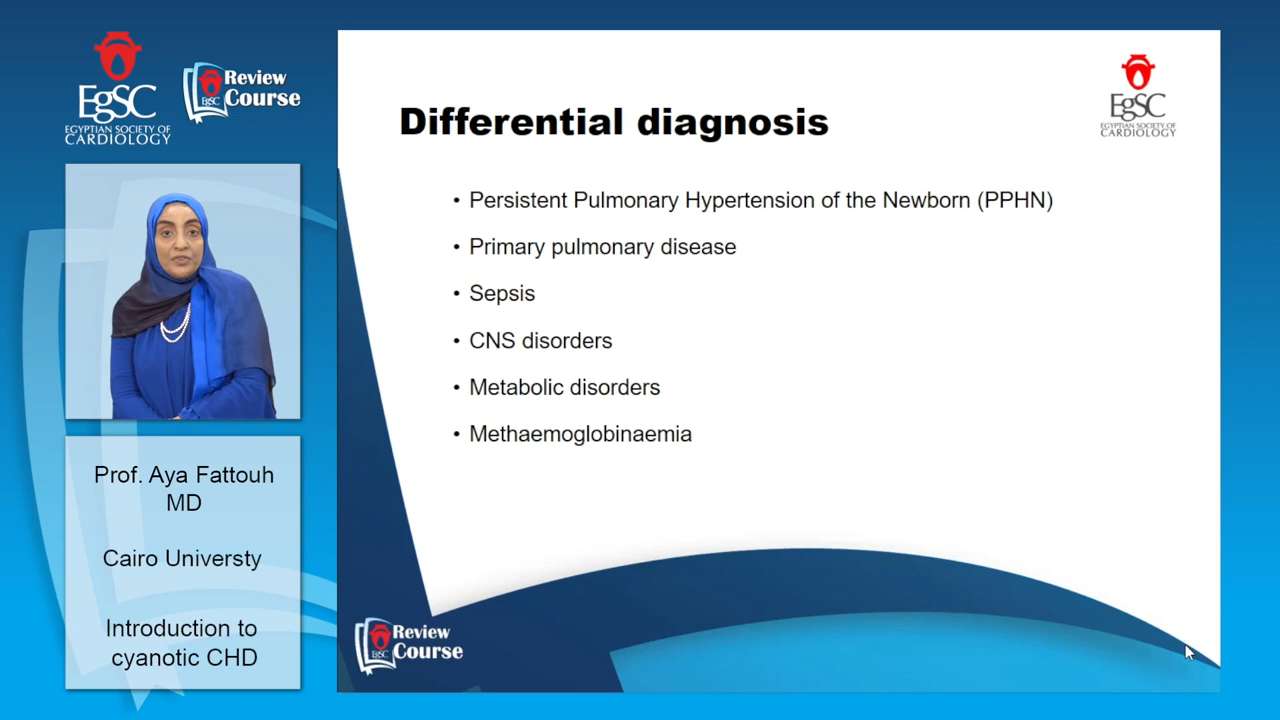 EgSC
EGYPTIAN SOCIETY OF
CARDIOLOGY
EgSC
Review
Course
Prof. Aya Fattouh
MD
Cairo Universty
Introduction to
cyanotic CHD
EgSC
EGYPTIAN SOCIETY OF
CARDIOLOGY
Differential diagnosis
• Persistent Pulmonary Hypertension of the Newborn (PPHN)
• Primary pulmonary disease
• Sepsis
• CNS disorders
• Metabolic disorders
• Methaemoglobinaemia
EgSC
Review
Course